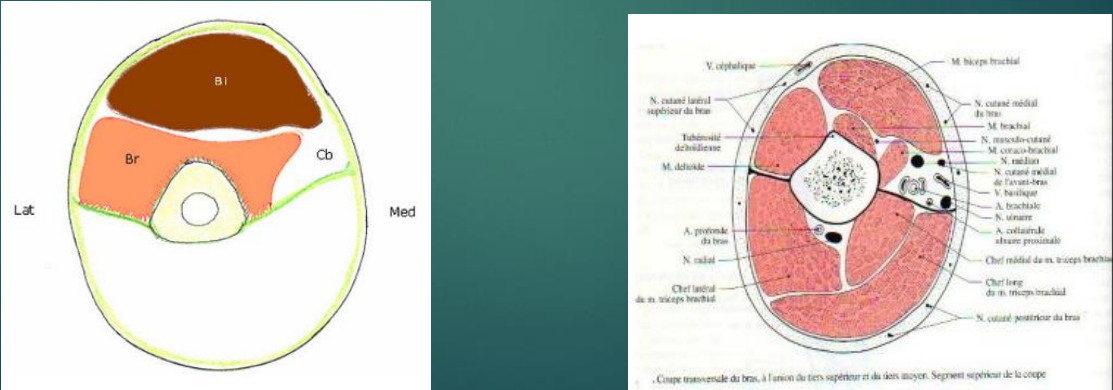 Bi
Br
Cb
Lat
Med
V. céphalique
N. cutané latéral
supérieur du bras
Tubérosité
deltoïdienne
M. deltoïde
A. profonde
du bras
N. radial
Chef latéral
du m. triceps brachial
M. biceps brachial
N. cutané médial
du bras
M. brachial
N. musculo-cutané
M. coraco-brachial
N. médian
N. cutané médial
de l'avant-bras
V. basilique
A. brachiale
N. ulnaire
A. collatérale
ulnaire proximale
Chef médial du m. triceps brachial
Chef long
du m. triceps brachial
N. cutané postérieur du bras
. Coupe transversale du bras, à l'union du tiers supérieur et du tiers moyen. Segment supérieur de la coupe